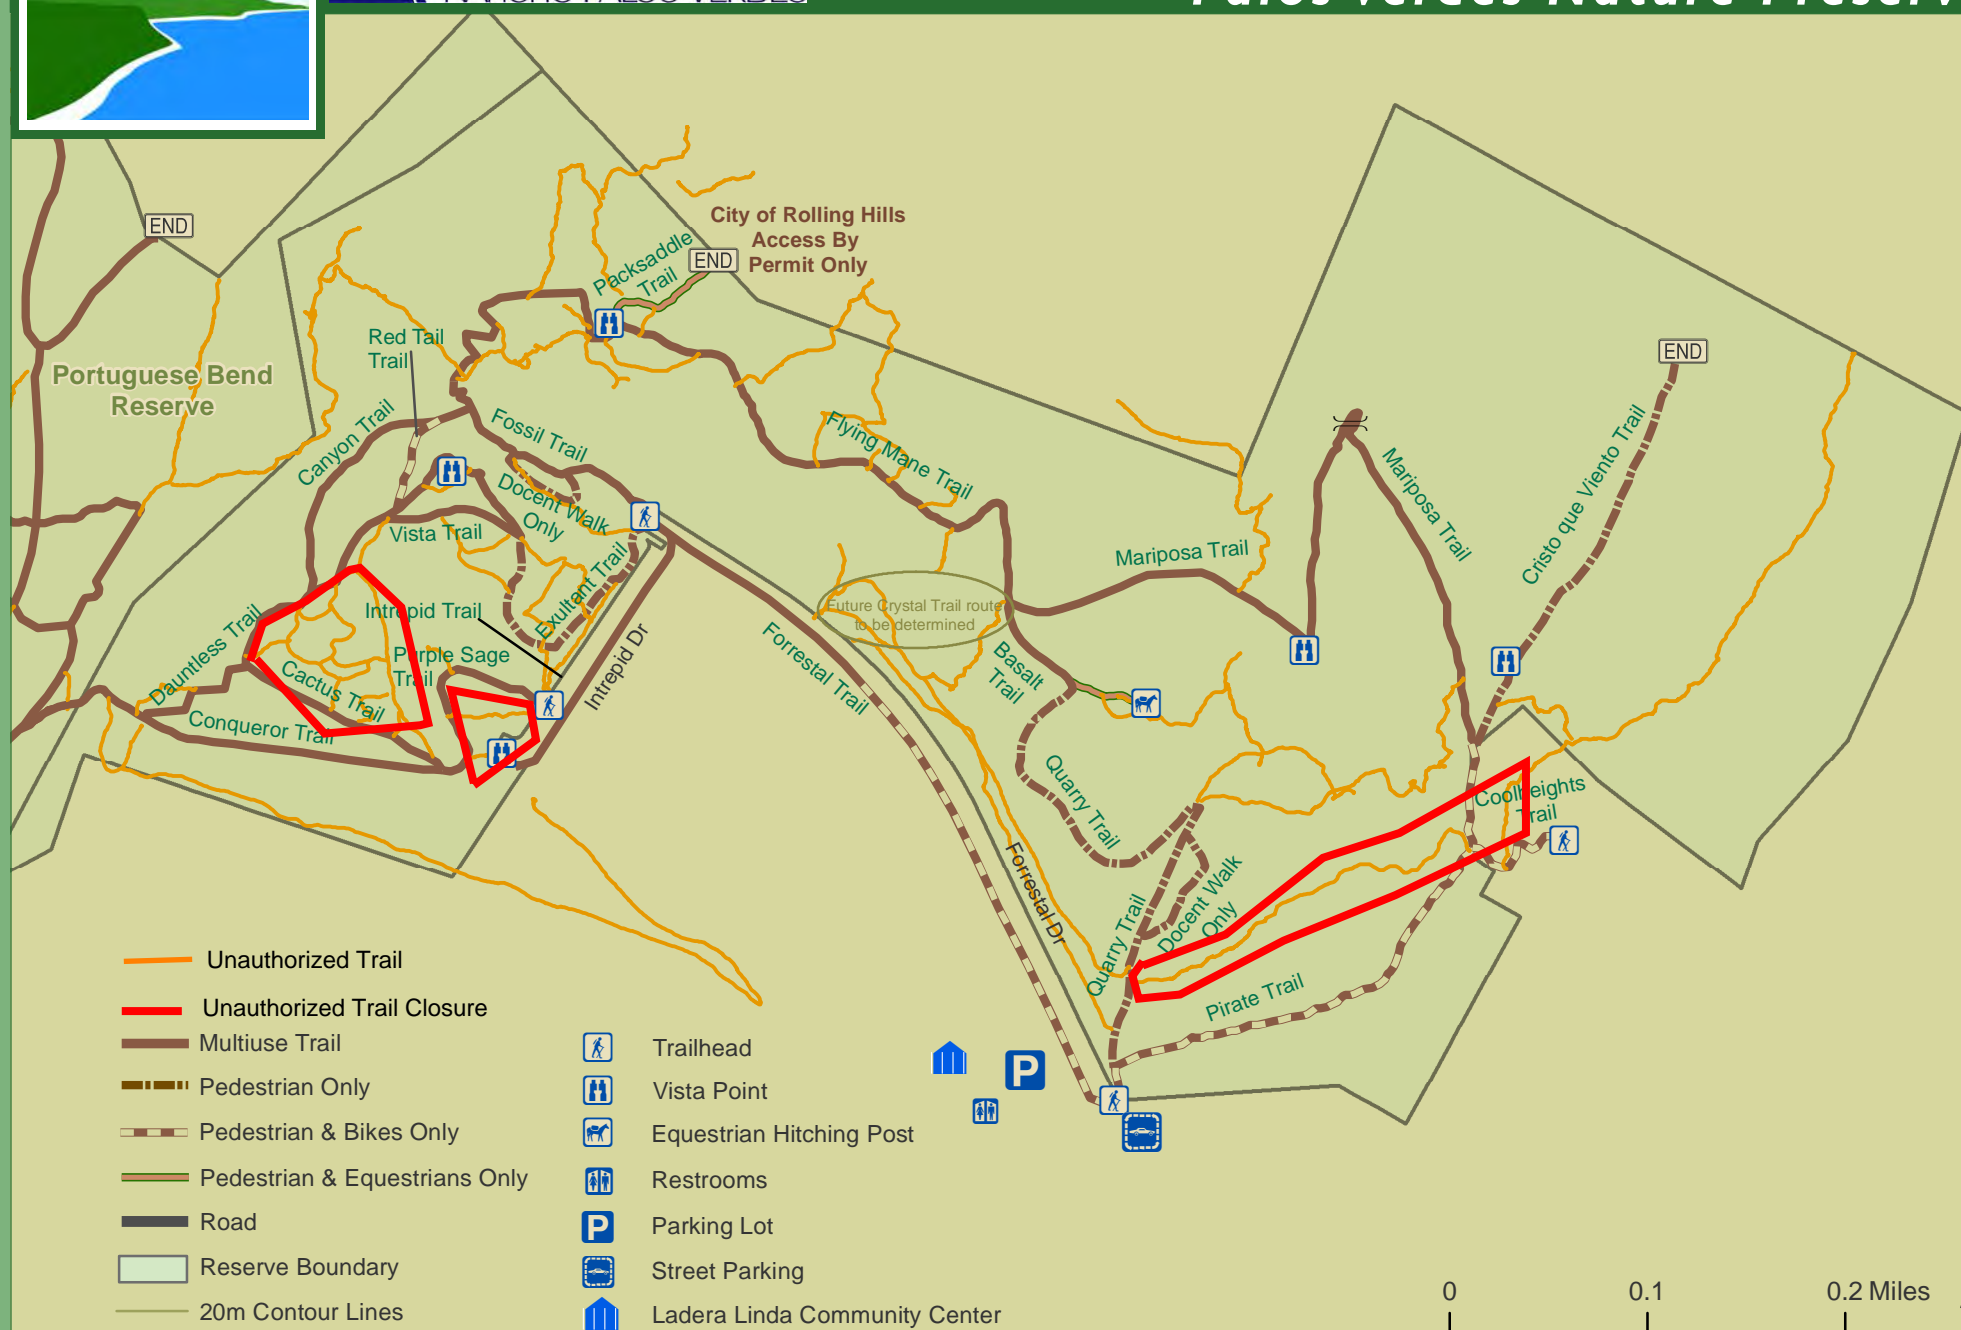 END
City of Rolling Hills
Access By
Permit Only
Packsaddle
Trail
END
Red Tail
Trail
Portuguese Bend
Reserve
END
Canyon Trail
Fossil Trail
Flying Mane Trail
Mariposa Trail
Cristo que Viento Trail
Docent Walk
Only
Vista Trail
Exultant Trail
Mariposa Trail
Intrepid Trail
Future Crystal Trail route
to be determined
Dauntless Trail
Purple Sage
Trail
Intrepid Dr
Forrestal Trail
Basalt
Trail
Cactus Trail
Conqueror Trail
Quarry Trail
Coolheights
Trail
Forrestal Dr
Docent Walk
Only
Quarry Trail
Pirate Trail
Unauthorized Trail
Unauthorized Trail Closure
Multiuse Trail
Pedestrian Only
Pedestrian & Bikes Only
Pedestrian & Equestrians Only
Road
Reserve Boundary
20m Contour Lines
Trailhead
Vista Point
Equestrian Hitching Post
Restrooms
P
Parking Lot
Street Parking
Ladera Linda Community Center
P
0 0.1 0.2 Miles